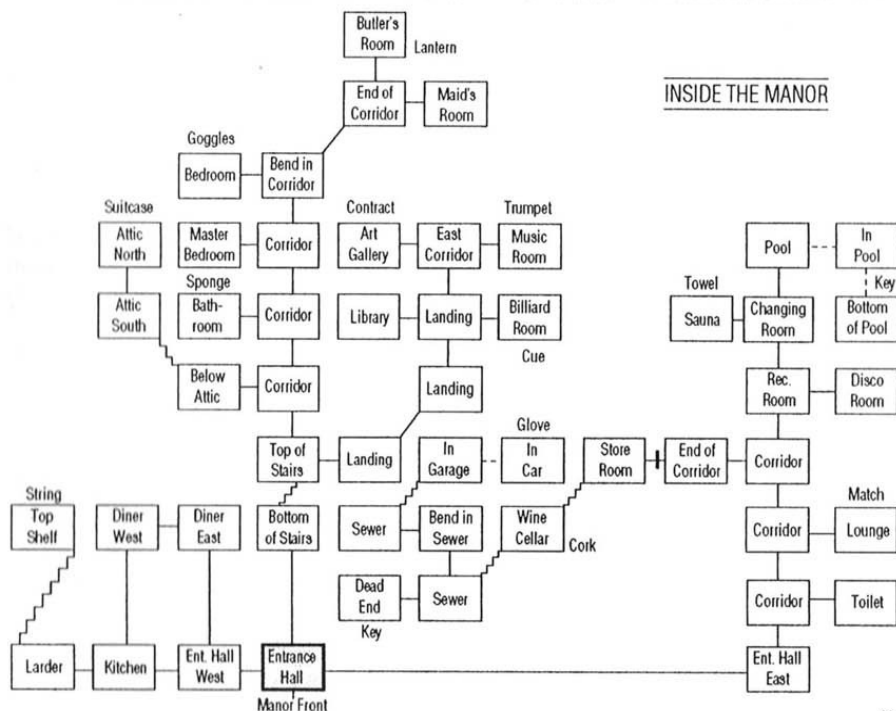 Butler's
Room
Lantern
End of
Corridor
Maid's
Room
INSIDE THE MANOR
Goggles
Bedroom
Bend in
Corridor
Suitcase
Attic
North
Master
Bedroom
Corridor
Contract
Art
Gallery
East
Corridor
Trumpet
Music
Room
Pool
In
Pool
Sponge
Attic
South
Bath-
room
Corridor
Library
Landing
Billiard
Room
Cue
Towel
Sauna
Changing
Room
Key
Bottom
of Pool
Below
Attic
Corridor
Landing
Rec.
Room
Disco
Room
Top of
Stairs
Landing
In
Garage
Glove
In
Car
Store
Room
End of
Corridor
Corridor
String
Top
Shelf
Diner
West
Diner
East
Bottom
of Stairs
Sewer
Bend in
Sewer
Wine
Cellar
Cork
Corridor
Match
Lounge
Dead
End
Key
Sewer
Corridor
Toilet
Larder
Kitchen
Ent. Hall
West
Entrance
Hall
Manor Front
Ent. Hall
East